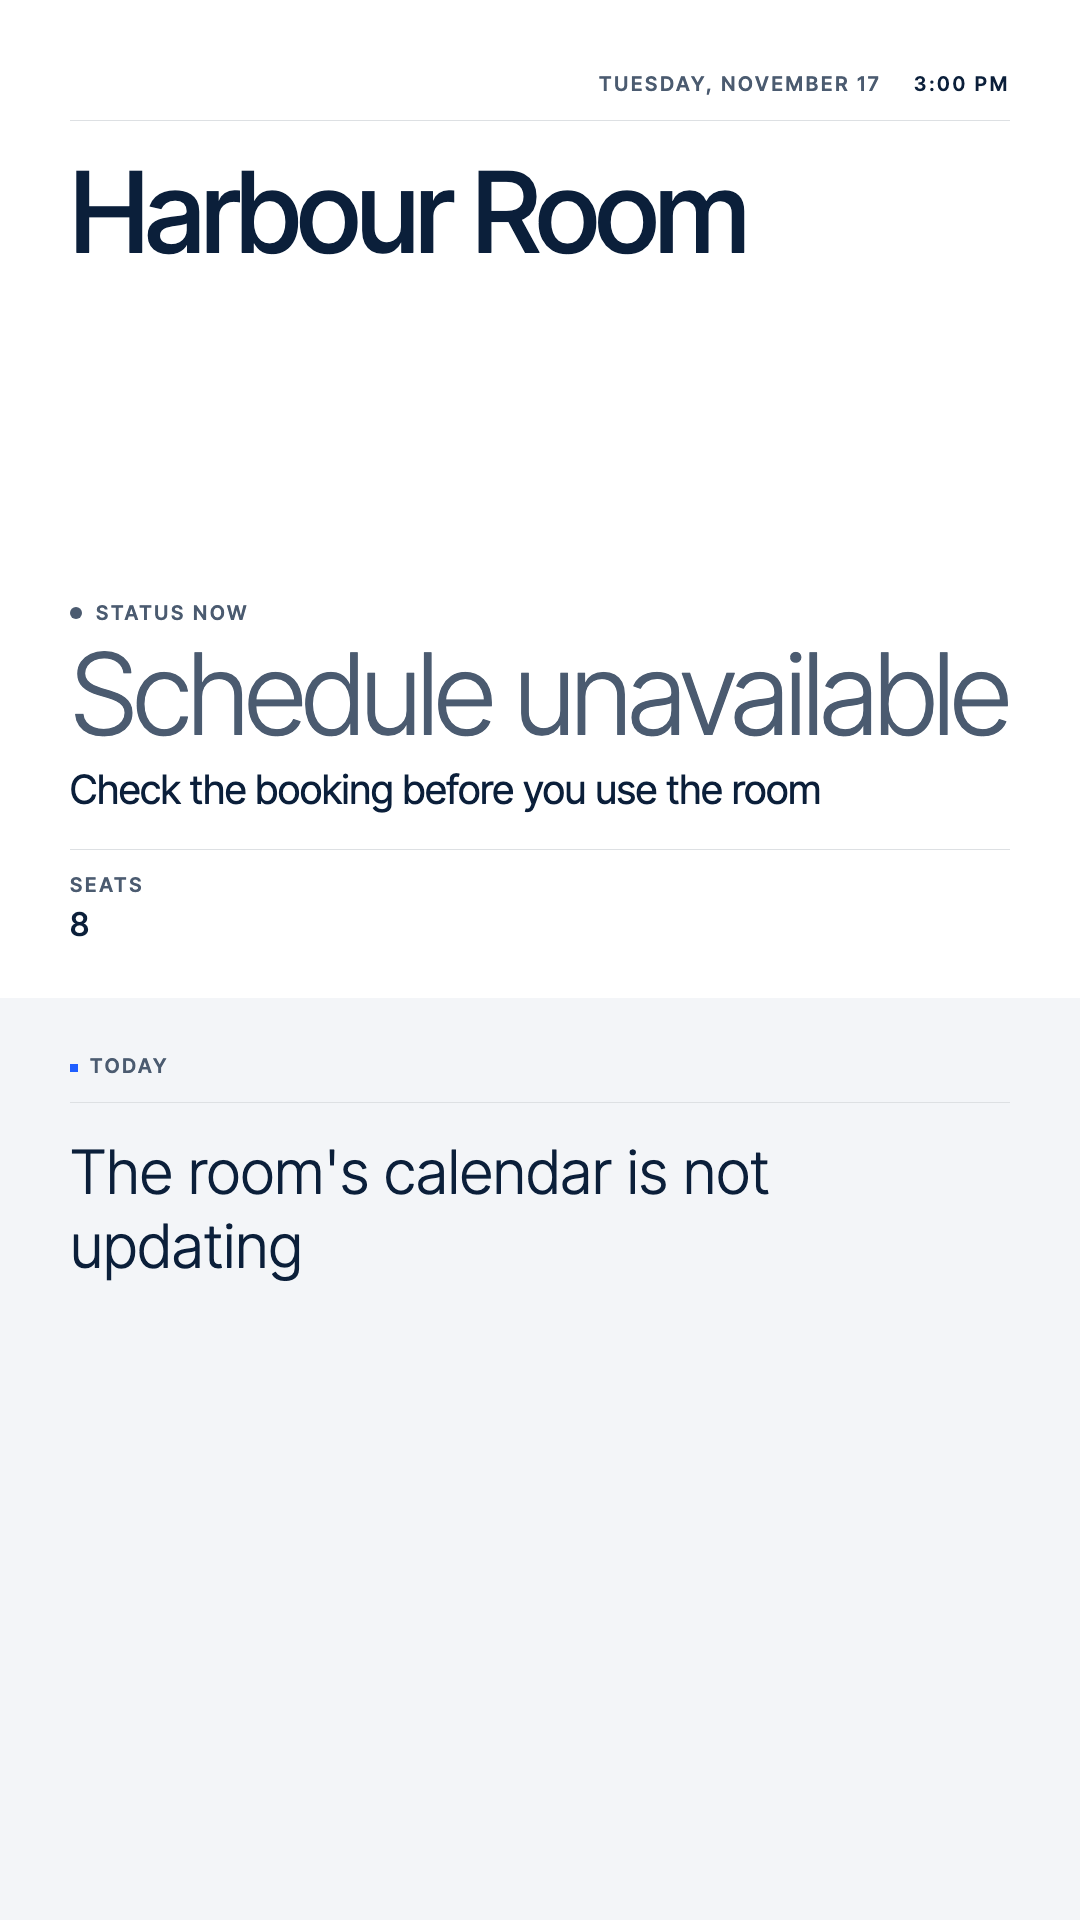 TUESDAY, NOVEMBER 17 3:00 PM
Harbour Room
STATUS NOW
Schedule unavailable
Check the booking before you use the room
SEATS
8
TODAY
The room's calendar is not
updating